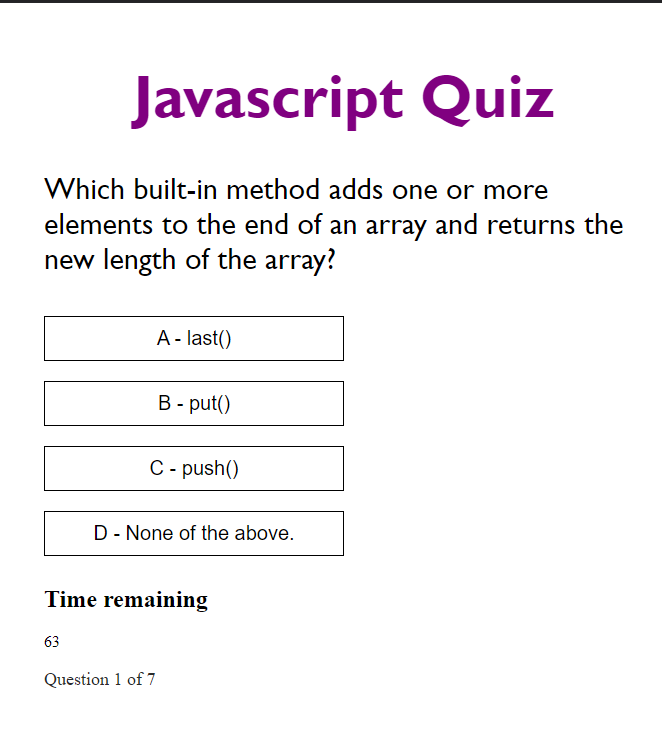 Javascript Quiz
Which built-in method adds one or more
elements to the end of an array and returns the
new length of the array?
A - last()
B - put()
C - push()
D - None of the above.
Time remaining
63
Question 1 of 7